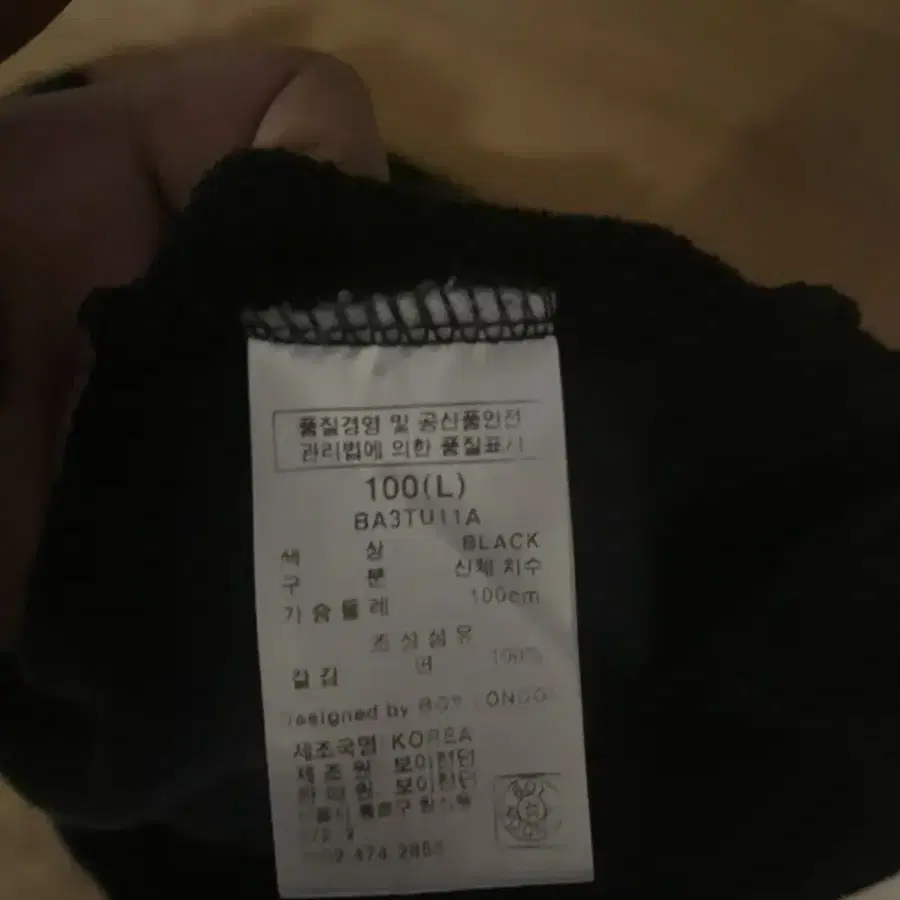 품질경영 및 공산품안전
관리법에 의한 품질표기
100(L)
BA3TU11A
색 상 BLACK
구 분 신체 치수
가슴둘레 100cm
조성섬유
겉감 면 100%
Designed by BOY LONDON
제조국명 KOREA
제 조 원 보이런던
판 매 원 보이런던
474